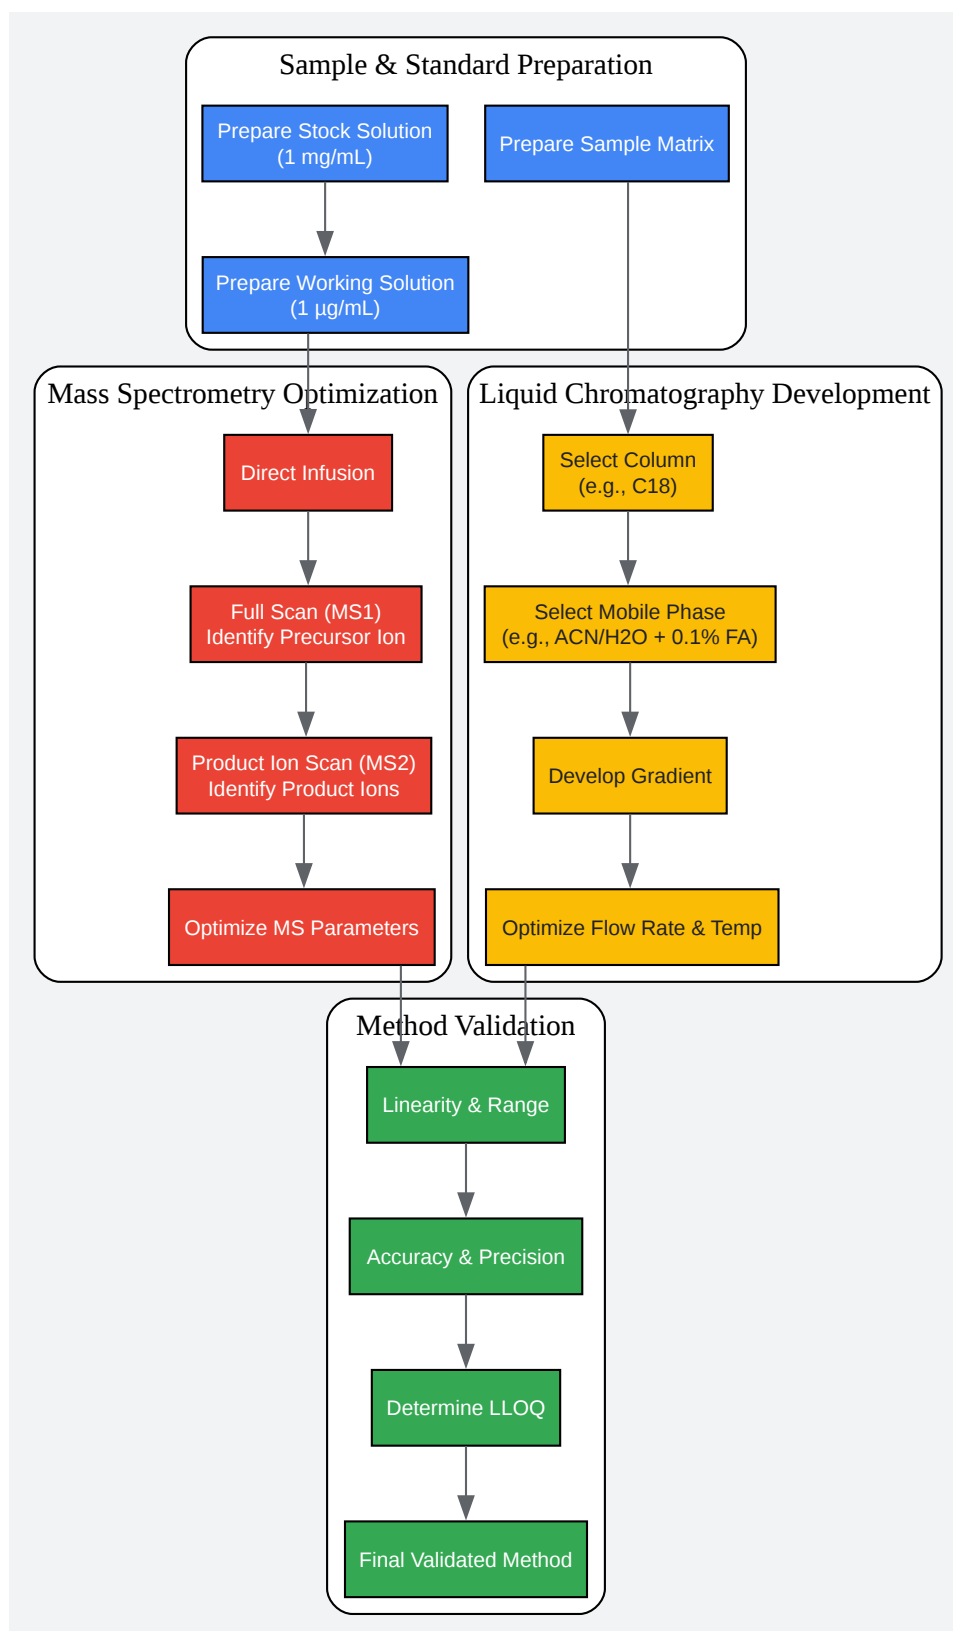 Sample & Standard Preparation
Prepare Stock Solution
(1 mg/mL)
Prepare Sample Matrix
Prepare Working Solution
(1 µg/mL)
Mass Spectrometry Optimization
Direct Infusion
Full Scan (MS1)
Identify Precursor Ion
Product Ion Scan (MS2)
Identify Product Ions
Optimize MS Parameters
Liquid Chromatography Development
Select Column
(e.g., C18)
Select Mobile Phase
(e.g., ACN/H2O + 0.1% FA)
Develop Gradient
Optimize Flow Rate & Temp
Method Validation
Linearity & Range
Accuracy & Precision
Determine LLOQ
Final Validated Method